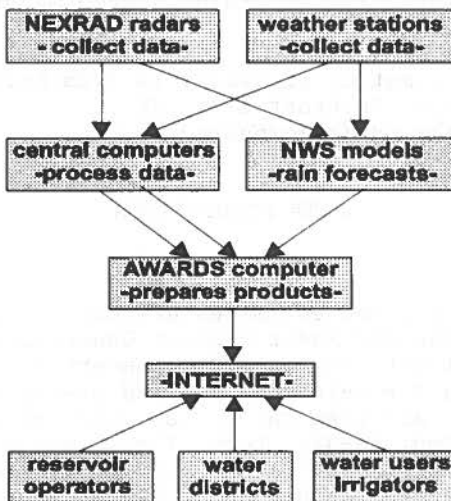 NEXRAD radars
- collect data-
weather stations
-collect data-
central computers
-process data-
NWS models
-rain forecasts-
AWARDS computer
-prepares products-
-INTERNET-
reservoir
operators
water
districts
water users
irrigators